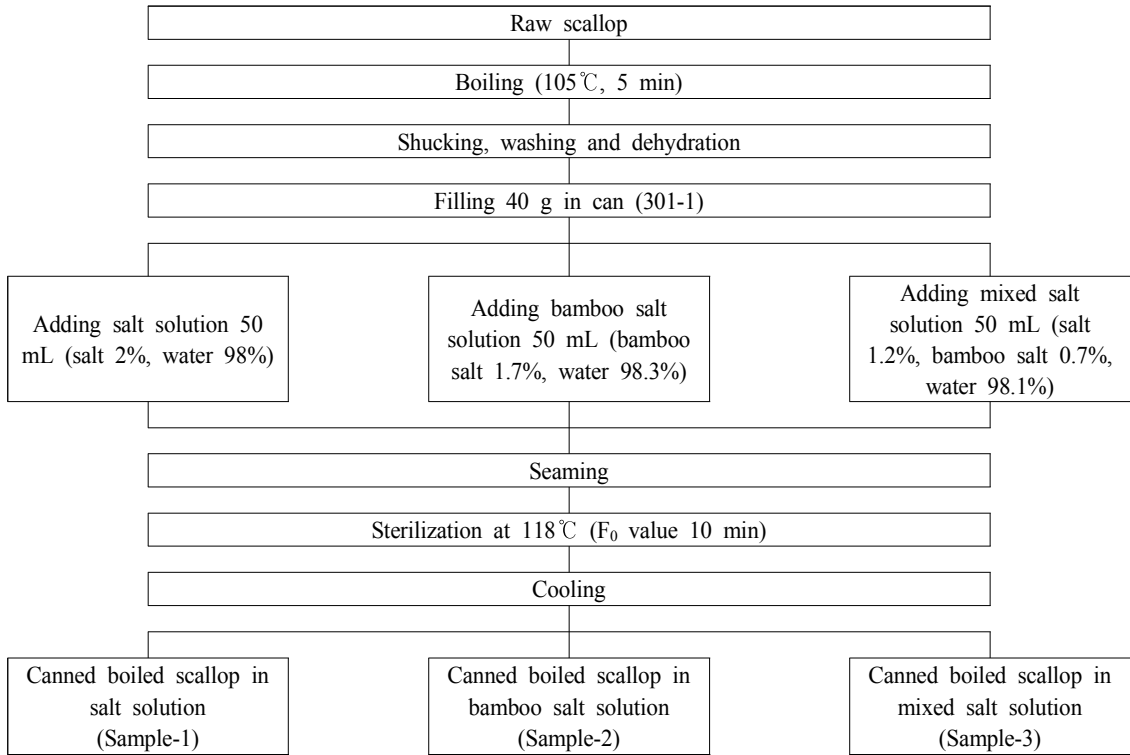 Raw scallop
Boiling (105℃, 5 min)
Shucking, washing and dehydration
Filling 40 g in can (301-1)
Adding salt solution 50
mL (salt 2%, water 98%)
Adding bamboo salt
solution 50 mL (bamboo
salt 1.7%, water 98.3%)
Adding mixed salt
solution 50 mL (salt
1.2%, bamboo salt 0.7%,
water 98.1%)
Seaming
Sterilization at 118℃ (F₀ value 10 min)
Cooling
Canned boiled scallop in
salt solution
(Sample-1)
Canned boiled scallop in
bamboo salt solution
(Sample-2)
Canned boiled scallop in
mixed salt solution
(Sample-3)